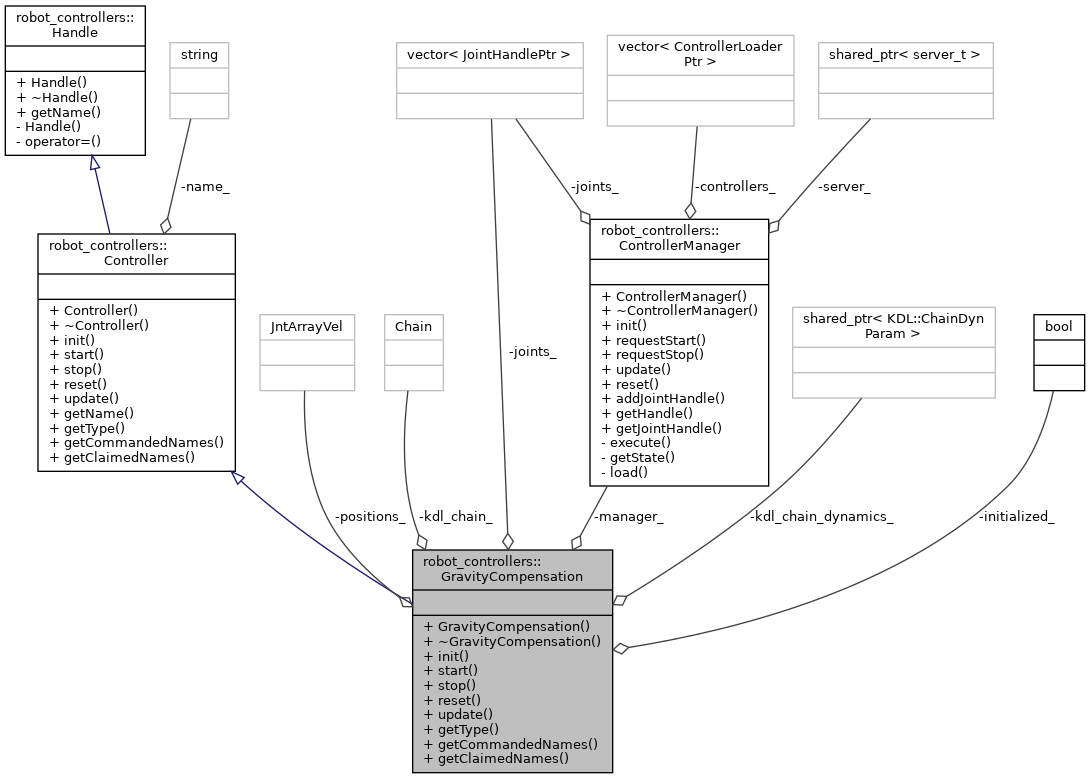 robot_controllers::
Handle
+ Handle()
+ ~Handle()
+ getName()
- Handle()
- operator=()
string
vector< JointHandlePtr >
vector< ControllerLoader
Ptr >
shared_ptr< server_t >
-name_
-joints_
-controllers_
-server_
robot_controllers::
Controller
+ Controller()
+ ~Controller()
+ init()
+ start()
+ stop()
+ reset()
+ update()
+ getName()
+ getType()
+ getCommandedNames()
+ getClaimedNames()
robot_controllers::
ControllerManager
+ ControllerManager()
+ ~ControllerManager()
+ init()
+ requestStart()
+ requestStop()
+ update()
+ reset()
+ addJointHandle()
+ getHandle()
+ getJointHandle()
- execute()
- getState()
- load()
JntArrayVel
Chain
-joints_
shared_ptr< KDL::ChainDyn
Param >
bool
-positions_
-kdl_chain_
-manager_
-kdl_chain_dynamics_
-initialized_
robot_controllers::
GravityCompensation
+ GravityCompensation()
+ ~GravityCompensation()
+ init()
+ start()
+ stop()
+ reset()
+ update()
+ getType()
+ getCommandedNames()
+ getClaimedNames()